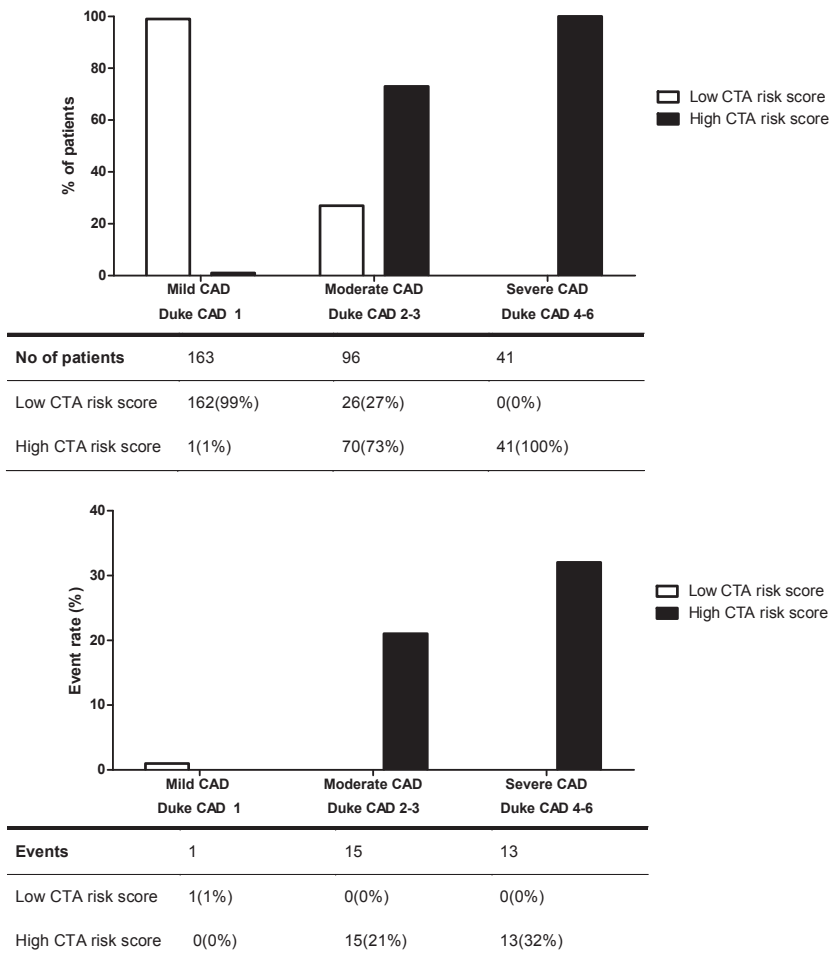 100
80
60
40
20
0
% of patients
Low CTA risk score
High CTA risk score
Mild CAD Moderate CAD Severe CAD
Duke CAD 1 Duke CAD 2-3 Duke CAD 4-6
No of patients 163 96 41
Low CTA risk score 162(99%) 26(27%) 0(0%)
High CTA risk score 1(1%) 70(73%) 41(100%)
40
30
20
10
0
Event rate (%)
Low CTA risk score
High CTA risk score
Mild CAD Moderate CAD Severe CAD
Duke CAD 1 Duke CAD 2-3 Duke CAD 4-6
Events 1 15 13
Low CTA risk score 1(1%) 0(0%) 0(0%)
High CTA risk score 0(0%) 15(21%) 13(32%)